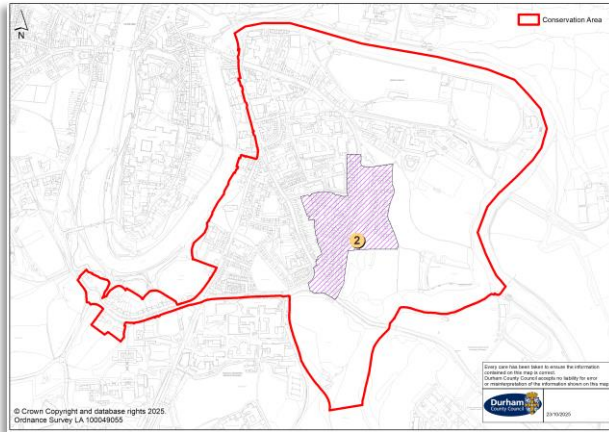 N
Conservation Area
2
Every care has been taken to ensure the information
contained on this map is correct.
Durham County Council accepts no liability for error
or misinterpretation of the information shown on this map
Durham
County Council
23/10/2025
© Crown Copyright and database rights 2025.
Ordnance Survey LA 100049055